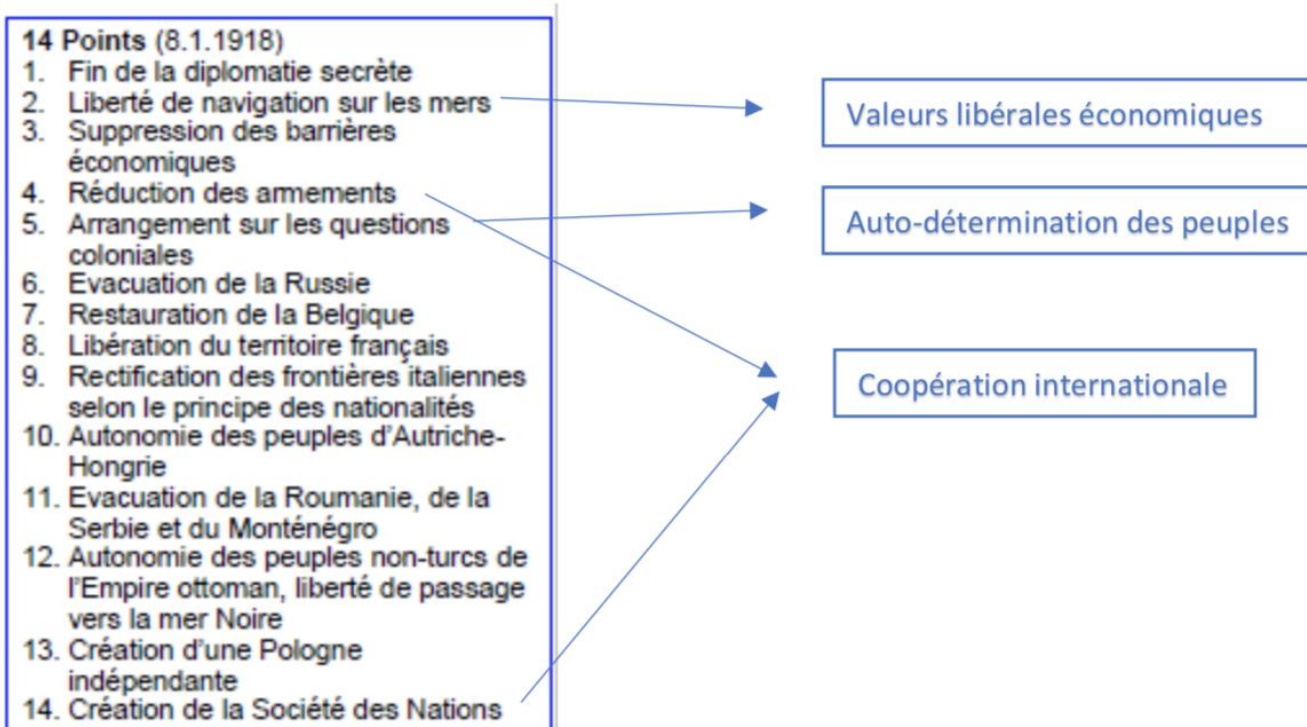 14 Points (8.1.1918)
1. Fin de la diplomatie secrète
2. Liberté de navigation sur les mers
3. Suppression des barrières
économiques
4. Réduction des armements
5. Arrangement sur les questions
coloniales
6. Evacuation de la Russie
7. Restauration de la Belgique
8. Libération du territoire français
9. Rectification des frontières italiennes
selon le principe des nationalités
10. Autonomie des peuples d'Autriche-
Hongrie
11. Evacuation de la Roumanie, de la
Serbie et du Monténégro
12. Autonomie des peuples non-turcs de
l'Empire ottoman, liberté de passage
vers la mer Noire
13. Création d'une Pologne
indépendante
14. Création de la Société des Nations
Valeurs libérales économiques
Auto-détermination des peuples
Coopération internationale